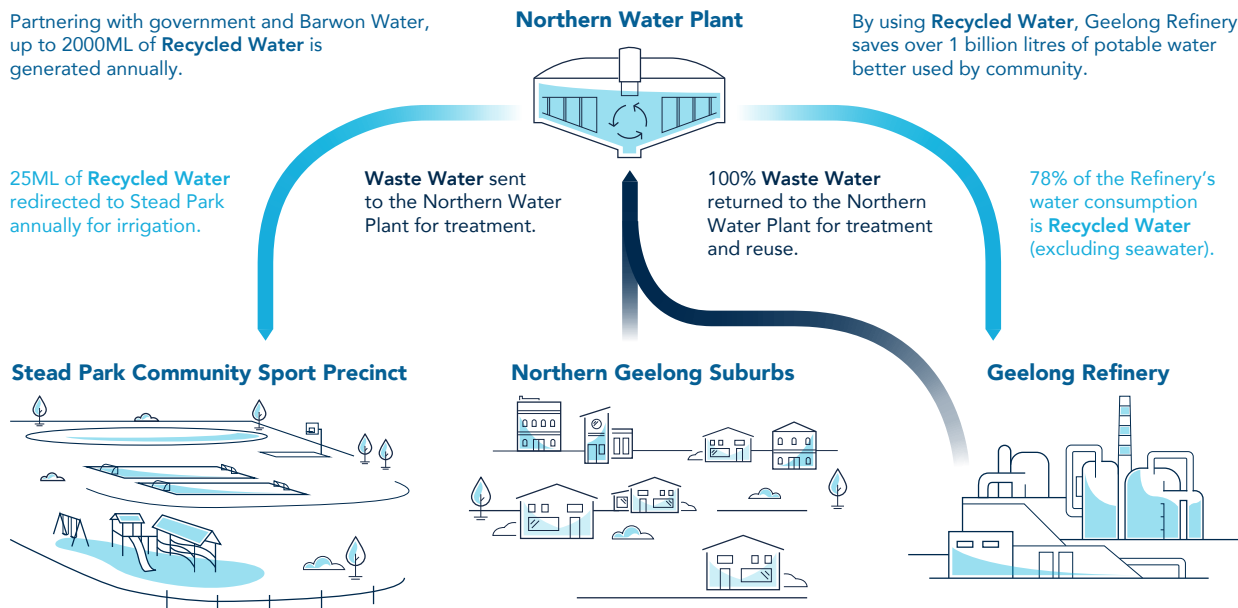 Partnering with government and Barwon Water,
up to 2000ML of Recycled Water is
generated annually.
Northern Water Plant
By using Recycled Water, Geelong Refinery
saves over 1 billion litres of potable water
better used by community.
25ML of Recycled Water
redirected to Stead Park
annually for irrigation.
Waste Water sent
to the Northern Water
Plant for treatment.
100% Waste Water
returned to the Northern
Water Plant for treatment
and reuse.
78% of the Refinery's
water consumption
is Recycled Water
(excluding seawater).
Stead Park Community Sport Precinct
Northern Geelong Suburbs
Geelong Refinery